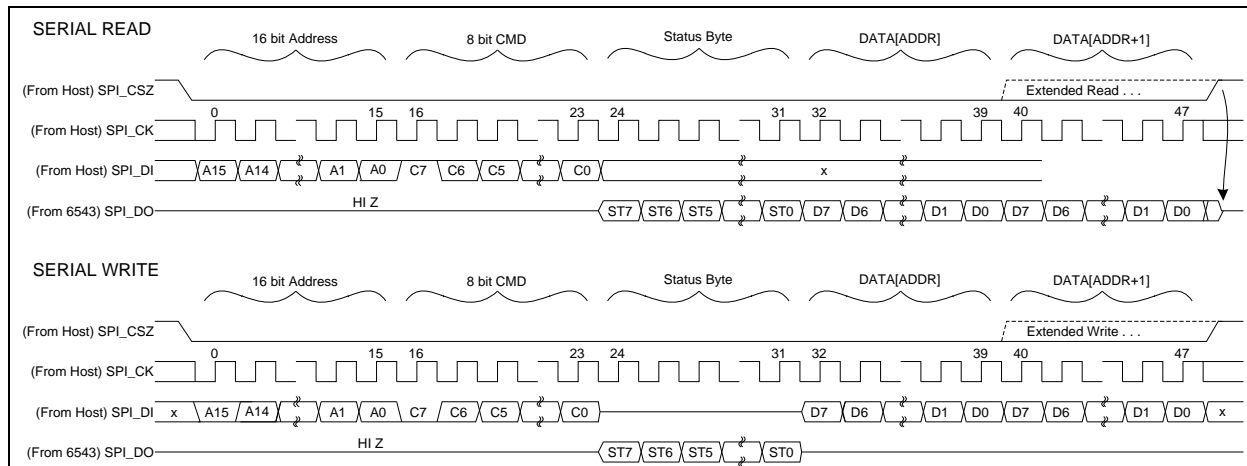 SERIAL READ
16 bit Address 8 bit CMD Status Byte DATA[ADDR] DATA[ADDR+1]
(From Host) SPI_CSZ Extended Read . . .
0 15 16 23 24 31 32 39 40 47
(From Host) SPI_CK
(From Host) SPI_DI A15 A14 A1 A0 C7 C6 C5 C0 x
HI Z
(From 6543) SPI_DO ST7 ST6 ST5 ST0 D7 D6 D1 D0 D7 D6 D1 D0
SERIAL WRITE
16 bit Address 8 bit CMD Status Byte DATA[ADDR] DATA[ADDR+1]
(From Host) SPI_CSZ Extended Write . . .
0 15 16 23 24 31 32 39 40 47
(From Host) SPI_CK
(From Host) SPI_DI x A15 A14 A1 A0 C7 C6 C5 C0 D7 D6 D1 D0 D7 D6 D1 D0 x
HI Z
(From 6543) SPI_DO ST7 ST6 ST5 ST0